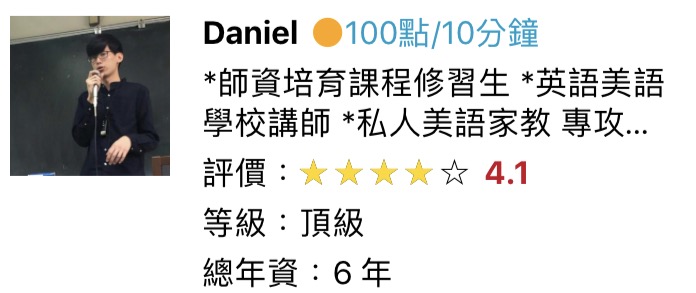 Daniel 100點/10分鐘
*師資培育課程修習生 *英語美語
學校講師 *私人美語家教 專攻...
評價：★★★★☆ 4.1
等級：頂級
總年資：6 年